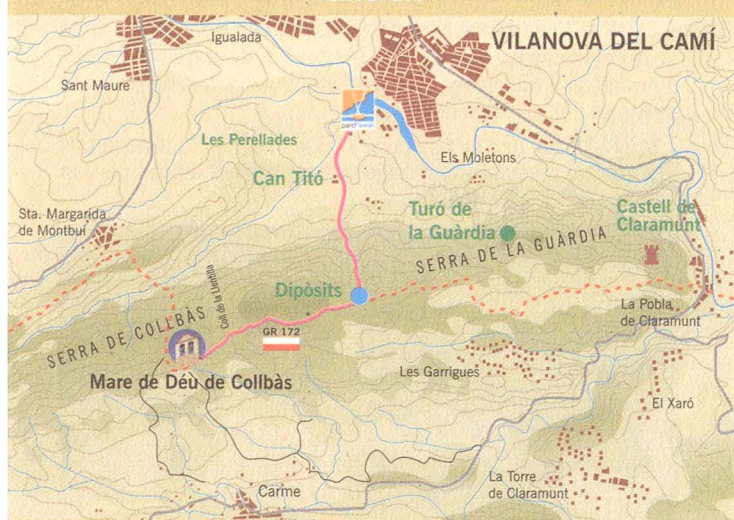 Igualada
VILANOVA DEL CAMÍ
Sant Maure
parcfluvial
Les Perellades
Els Moletons
Can Titó
Turó de
la Guàrdia
Castell de
Claramunt
Sta. Margarida
de Montbui
SERRA DE LA GUÀRDIA
Coll de la Llentilla
Dipòsits
La Pobla
de Claramunt
SERRA DE COLLBÀS
GR 172
Mare de Déu de Collbàs
Les Garrigues
El Xaró
La Torre
de Claramunt
Carme